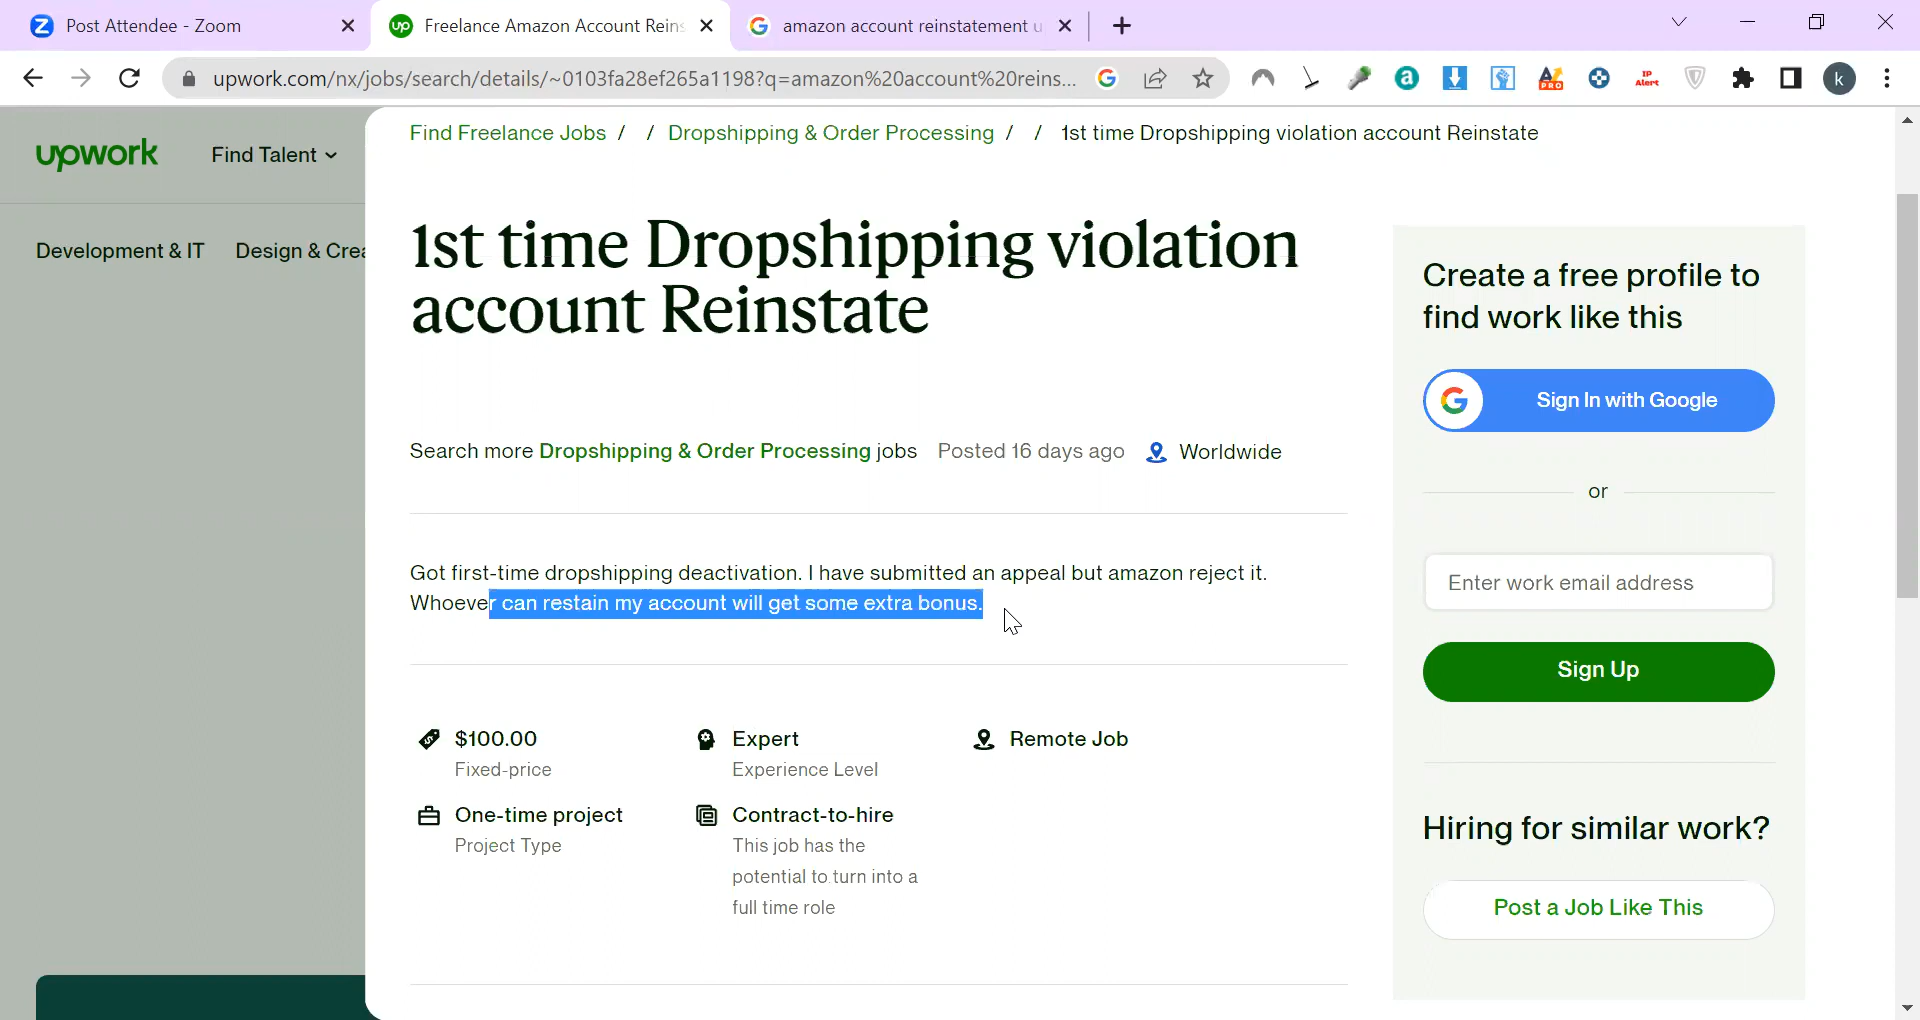 Post Attendee - Zoom
Freelance Amazon Account Reins
amazon account reinstatement u
upwork.com/nx/jobs/search/details/~0103fa28ef265a1198?q=amazon%20account%20reins...
IP Alert
PRO
k
upwork
Find Talent
Development & IT
Design & Crea
Find Freelance Jobs / / Dropshipping & Order Processing / / 1st time Dropshipping violation account Reinstate
1st time Dropshipping violation
account Reinstate
Search more Dropshipping & Order Processing jobs Posted 16 days ago Worldwide
Got first-time dropshipping deactivation. I have submitted an appeal but amazon reject it.
Whoever can restain my account will get some extra bonus.
$100.00
Fixed-price
Expert
Experience Level
Remote Job
One-time project
Project Type
Contract-to-hire
This job has the
potential to turn into a
full time role
Create a free profile to
find work like this
Sign In with Google
or
Enter work email address
Sign Up
Hiring for similar work?
Post a Job Like This